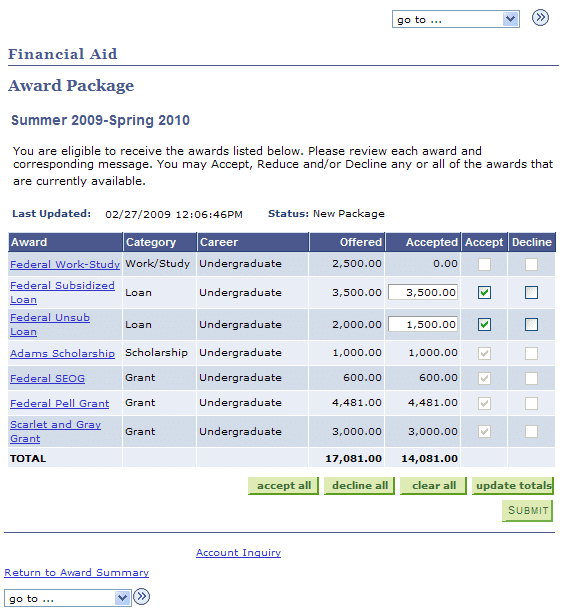 go to ...
Financial Aid
Award Package
Summer 2009-Spring 2010
You are eligible to receive the awards listed below. Please review each award and
corresponding message. You may Accept, Reduce and/or Decline any or all of the awards that
are currently available.
Last Updated: 02/27/2009 12:06:46PM Status: New Package
Award Category Career Offered Accepted Accept Decline
Federal Work-Study Work/Study Undergraduate 2,500.00 0.00
Federal Subsidized
Loan Loan Undergraduate 3,500.00 3,500.00
Federal Unsub
Loan Loan Undergraduate 2,000.00 1,500.00
Adams Scholarship Scholarship Undergraduate 1,000.00 1,000.00
Federal SEOG Grant Undergraduate 600.00 600.00
Federal Pell Grant Grant Undergraduate 4,481.00 4,481.00
Scarlet and Gray
Grant Grant Undergraduate 3,000.00 3,000.00
TOTAL 17,081.00 14,081.00
accept all decline all clear all update totals
SUBMIT
Account Inquiry
Return to Award Summary
go to ...